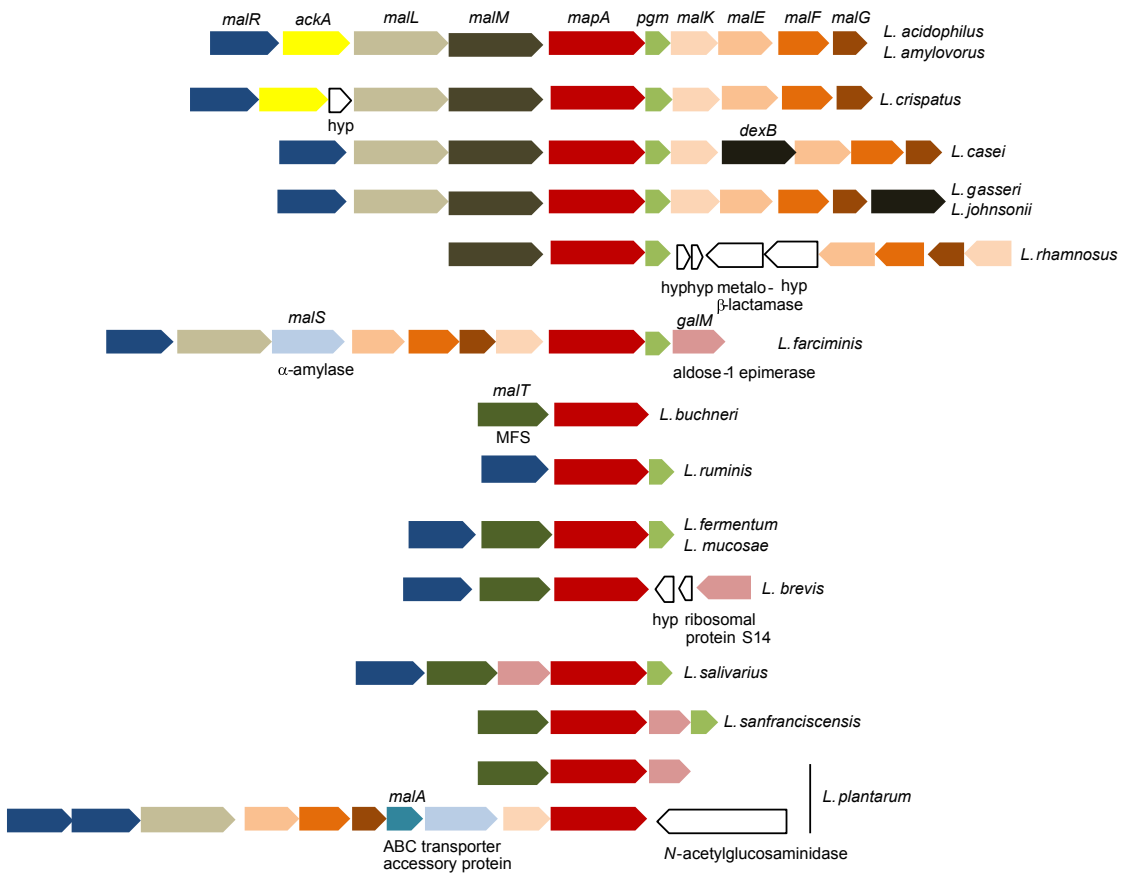 malR ackA malL malM mapA pgm malK malE malF malG
L. acidophilus
L. amylovorus
L. crispatus
hyp
dexB
L. casei
L. gasseri
L. johnsonii
L. rhamnosus
hyp hyp metalo- hyp
β-lactamase
malS galM
L. farciminis
α-amylase aldose-1 epimerase
malT
L. buchneri
MFS
L. ruminis
L. fermentum
L. mucosae
L. brevis
hyp ribosomal
protein S14
L. salivarius
L. sanfranciscensis
malA
L. plantarum
ABC transporter
accessory protein
N-acetylglucosaminidase